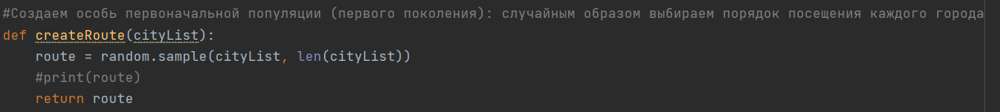 #Создаем особь первоначальной популяции (первого поколения): случайным образом выбираем порядок посещения каждого города
def createRoute(cityList):
    route = random.sample(cityList, len(cityList))
    #print(route)
    return route